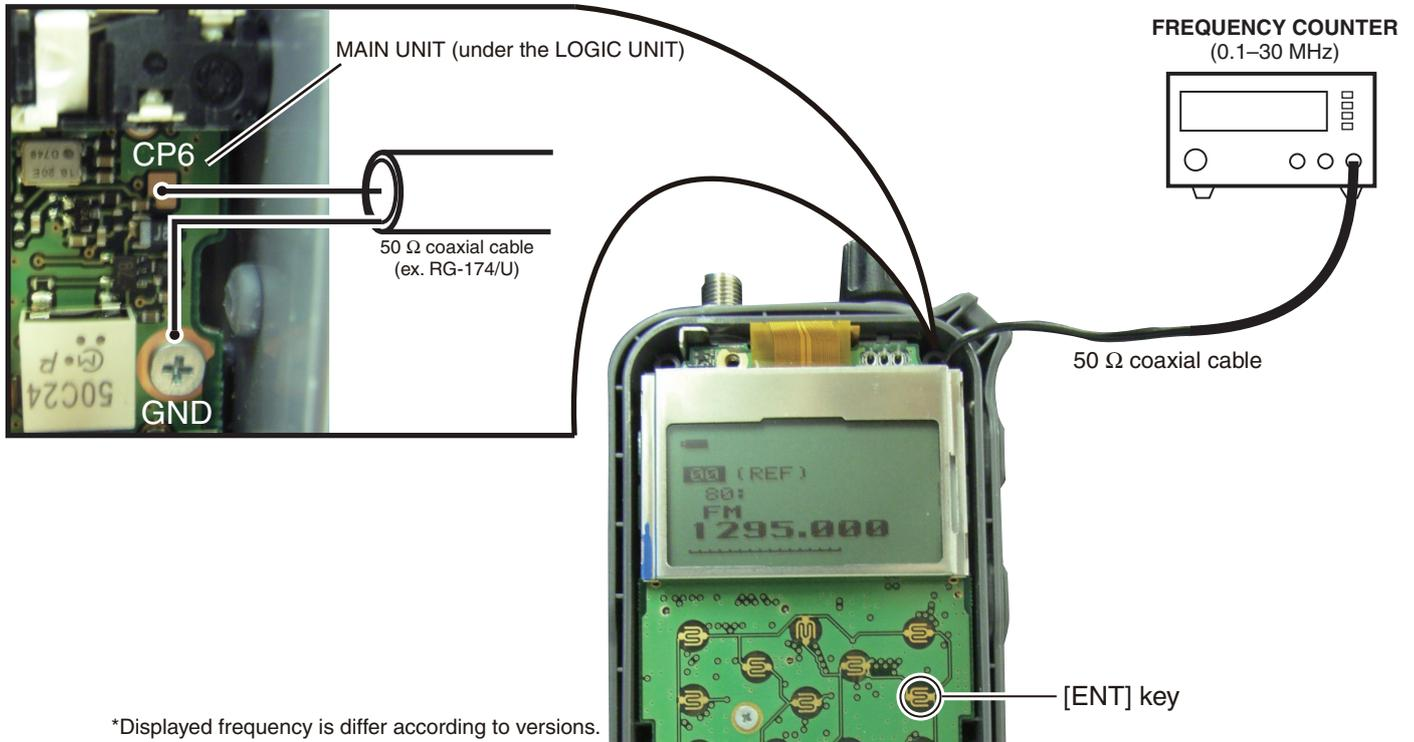 FREQUENCY COUNTER
(0.1–30 MHz)
MAIN UNIT (under the LOGIC UNIT)
CP6
50 Ω coaxial cable
(ex. RG-174/U)
GND
50C24
50 Ω coaxial cable
00 (REF)
80:
FM
1295.000
[ENT] key
*Displayed frequency is differ according to versions.